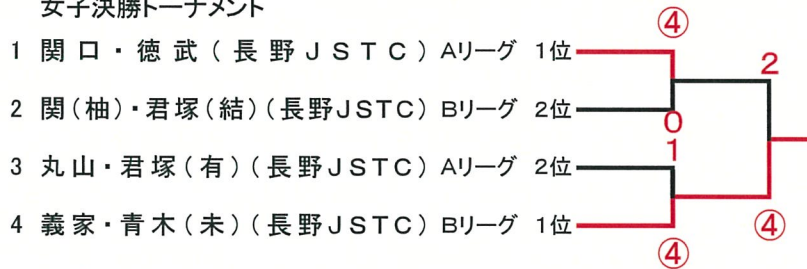 女子決勝トーナメント
④
1 関口・徳武(長野JSTC) Aリーグ 1位
2
2 関(柚)・君塚(結)(長野JSTC) Bリーグ 2位
0
1
3 丸山・君塚(有)(長野JSTC) Aリーグ 2位
4 義家・青木(未)(長野JSTC) Bリーグ 1位
④
④